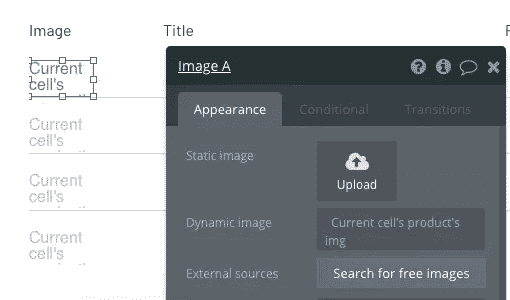 Image
Title
Current
cell's
Image A
Appearance
Conditional
Transitions
Current
cell's
Static image
Upload
Current
cell's
Dynamic image
Current cell's product's
img
Current
cell's
External sources
Search for free images